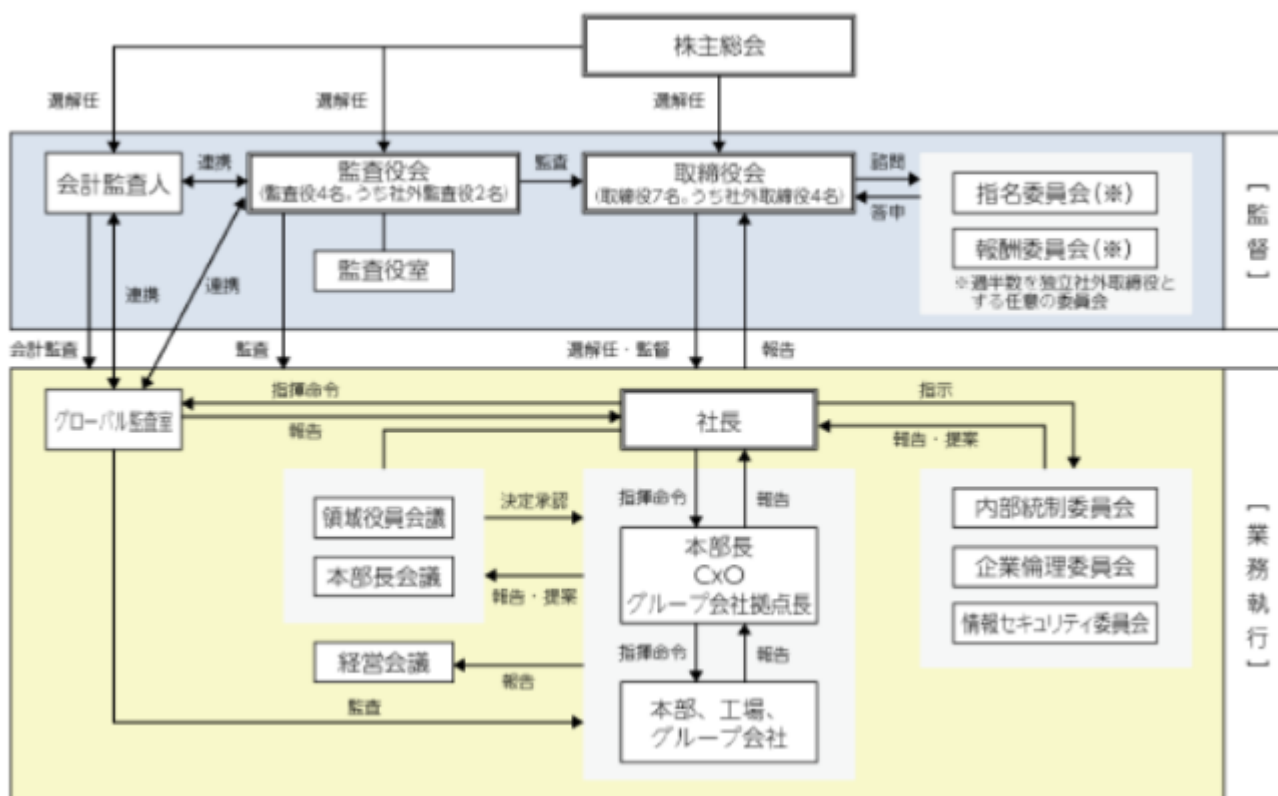 株主総会
選解任
選解任
選解任
会計監査人
連携
監査役会
(監査役4名。うち社外監査役2名)
監査
取締役会
(取締役7名。うち社外取締役4名)
諮問
答申
指名委員会(※)
報酬委員会(※)
※過半数を独立社外取締役と
する任意の委員会
[監督]
監査役室
連携
連携
会計監査
監査
選解任・監督
報告
グローバル監査室
指揮命令
報告
社長
指示
報告・提案
領域役員会議
本部長会議
決定承認
報告・提案
指揮命令
報告
本部長
CxO
グループ会社拠点長
内部統制委員会
企業倫理委員会
情報セキュリティ委員会
[業務執行]
経営会議
報告
指揮命令
報告
監査
本部、工場、
グループ会社